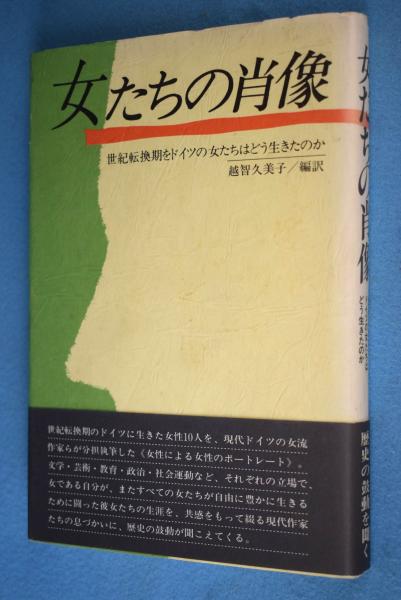 女たちの肖像
世紀転換期をドイツの女たちはどう生きたのか
越智久美子/編訳
世紀転換期のドイツに生きた女性10人を、現代ドイツの女流
作家らが分担執筆した《女性による女性のポートレート》。
文学・芸術・教育・政治・社会運動など、それぞれの立場で、
女である自分が、またすべての女たちが自由に豊かに生きる
ために闘った彼女たちの生涯を、共感をもって綴る現代作家
たちの息づかいに、歴史の鼓動が聞こえてくる。
女たちの肖像
どう生きたのか
歴史の鼓動を聞く